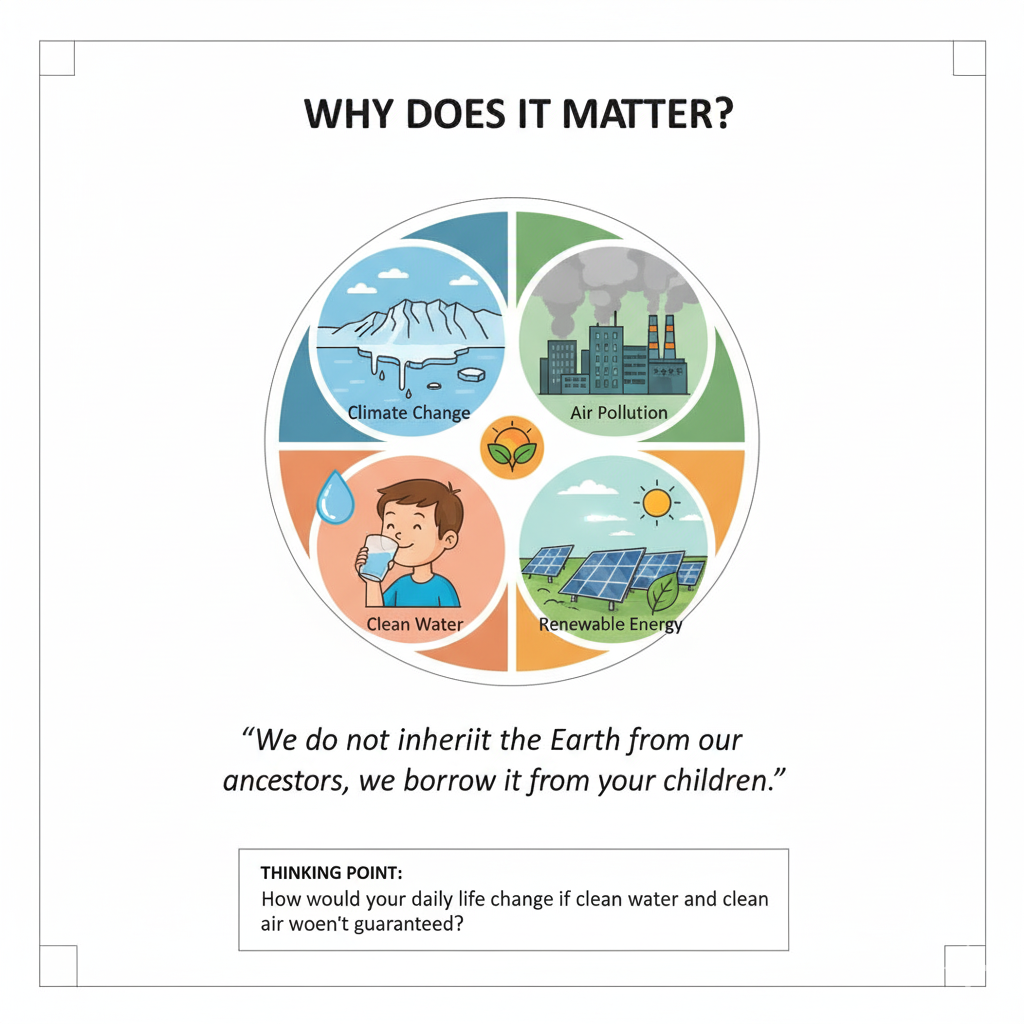 WHY DOES IT MATTER?
Climate Change
Air Pollution
Clean Water
Renewable Energy
“We do not inheriit the Earth from our
ancestors, we borrow it from your children.”
THINKING POINT:
How would your daily life change if clean water and clean
air woen't guaranteed?